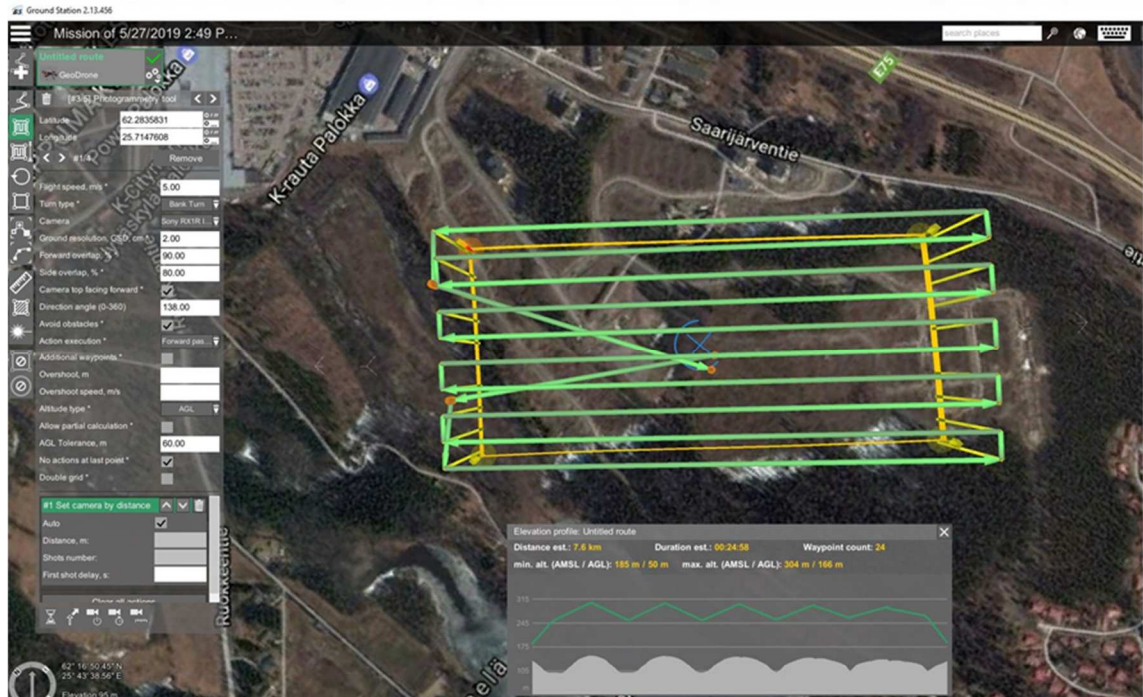 Ground Station 2.13.456
Mission of 5/27/2019 2:49 P...
search places
Untitled route
GeoDrone
[#3/5] Photogrammetry tool
Latitude 62.2835831
Longitude 25.7147608
#1/4 Remove
Flight speed, m/s * 5.00
Turn type * Bank Turn
Camera Sony RX1R I...
Ground resolution, GSD, cm * 2.00
Forward overlap, % 90.00
Side overlap, % 80.00
Camera top facing forward *
Direction angle (0-360) 138.00
Avoid obstacles *
Action execution * Forward pas...
Additional waypoints *
Overshoot, m
Overshoot speed, m/s
Altitude type * AGL
Allow partial calculation *
AGL Tolerance, m 60.00
No actions at last point *
Double grid *
#1 Set camera by distance
Auto
Distance, m:
Shots number:
First shot delay, s:
Clear all actions
62° 16' 50.45" N
25° 43' 38.56" E
Elevation 95 m
K-rauta Palokka
Saarijärventie
E75
tie
Ruokkeentie
Elevation profile: Untitled route
Distance est.: 7.6 km Duration est.: 00:24:58 Waypoint count: 24
min. alt. (AMSL / AGL): 185 m / 50 m max. alt. (AMSL / AGL): 304 m / 166 m
315
245
175
105
m